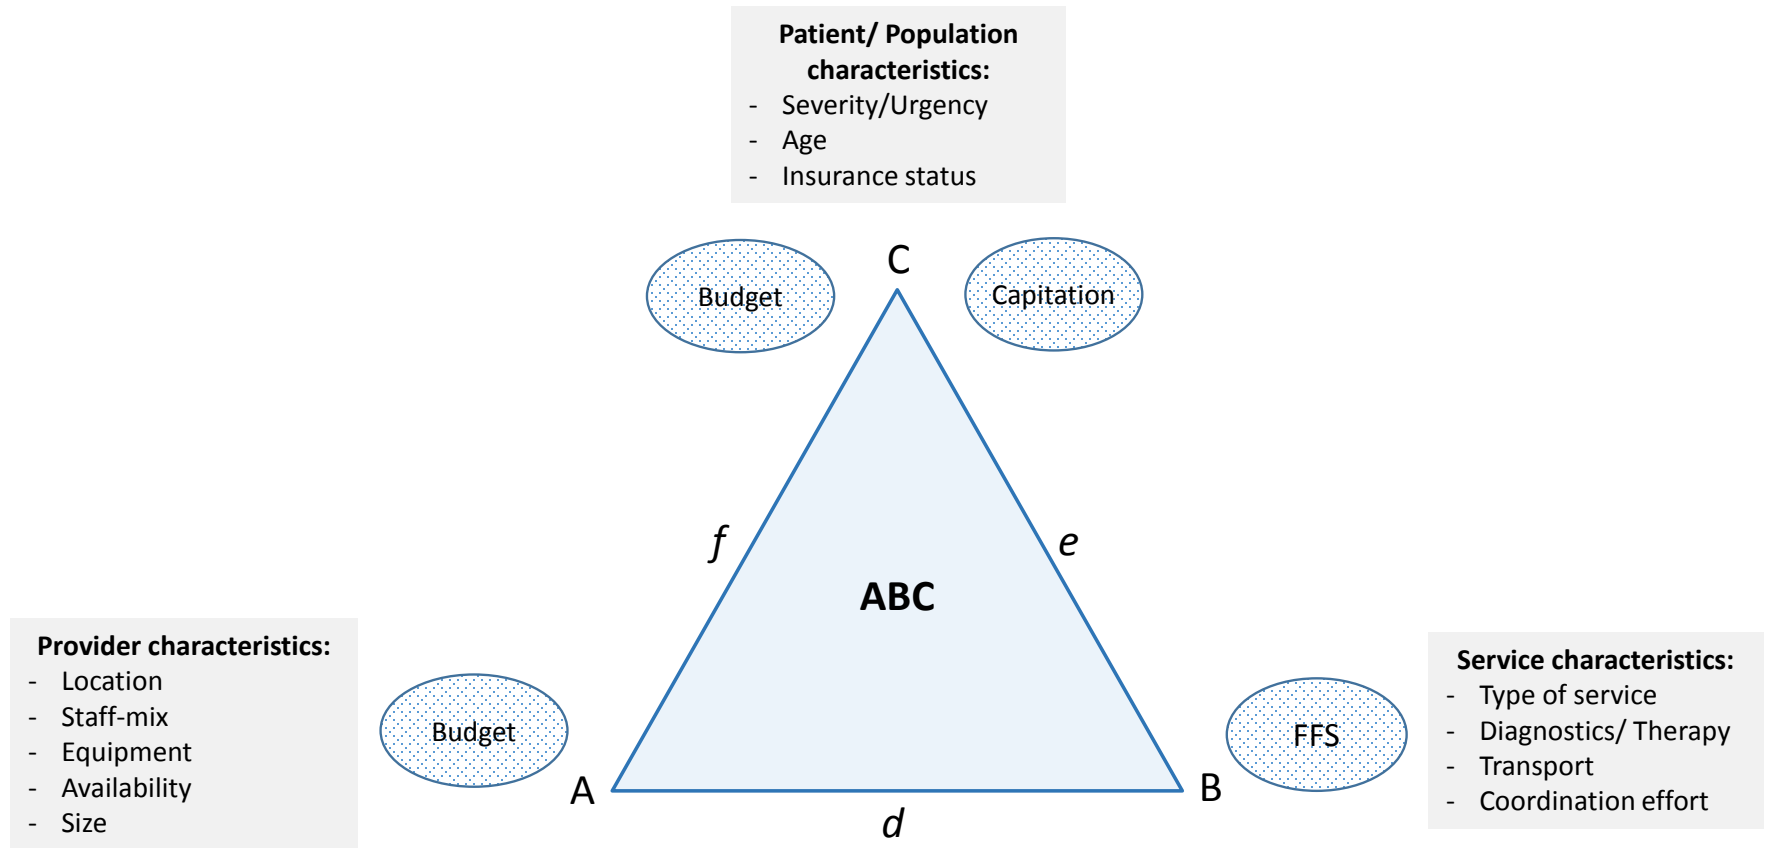 Patient/ Population
characteristics:
- Severity/Urgency
- Age
- Insurance status
Budget
C
Capitation
f
e
ABC
Provider characteristics:
- Location
- Staff-mix
- Equipment
- Availability
- Size
Budget
A
d
B
FFS
Service characteristics:
- Type of service
- Diagnostics/ Therapy
- Transport
- Coordination effort